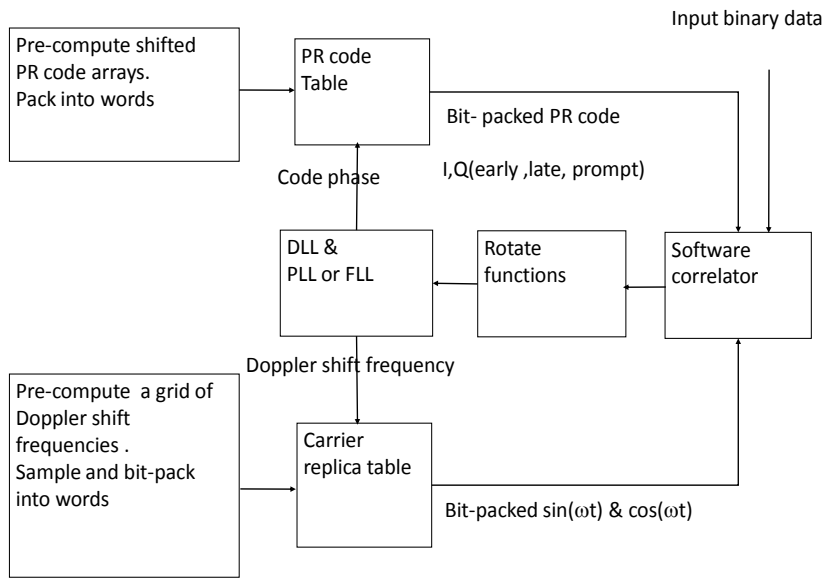 Input binary data
Pre-compute shifted
PR code arrays.
Pack into words
PR code
Table
Bit- packed PR code
Code phase
I,Q(early ,late, prompt)
DLL &
PLL or FLL
Rotate
functions
Software
correlator
Doppler shift frequency
Pre-compute  a grid of
Doppler shift
frequencies .
Sample and bit-pack
into words
Carrier
replica table
Bit-packed sin(ωt) & cos(ωt)